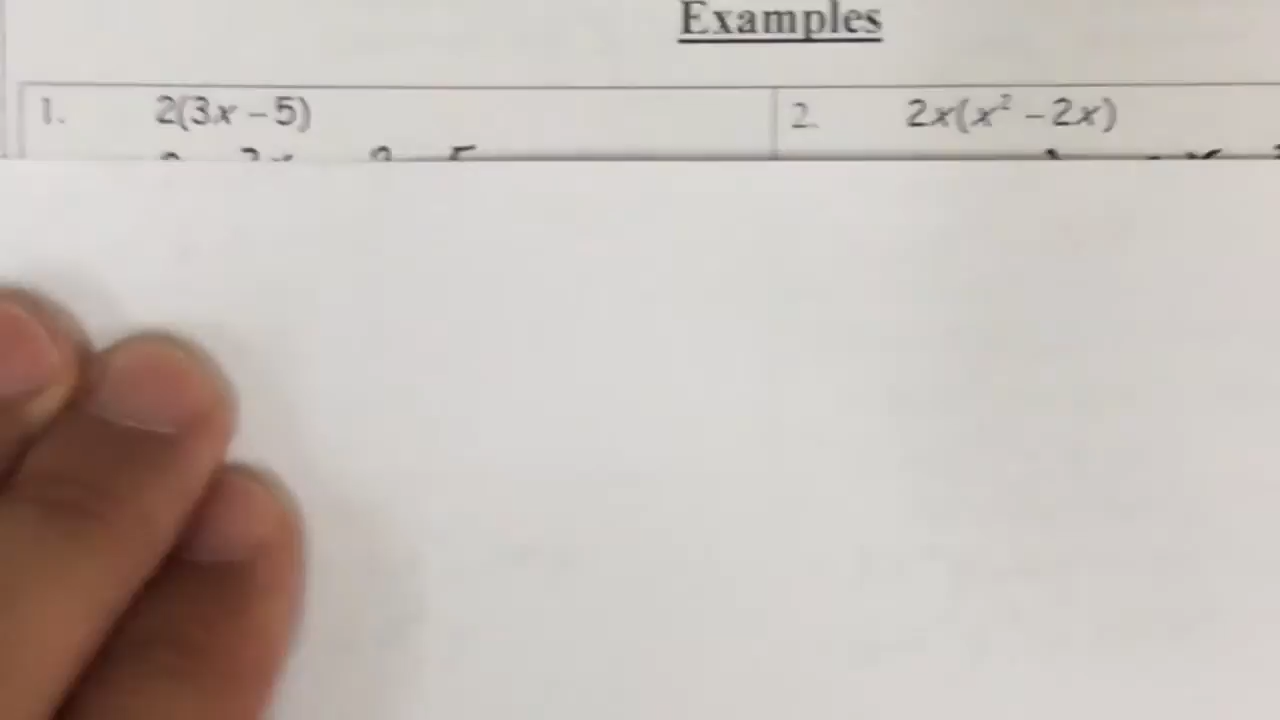 Examples
1. 2(3x – 5)
2. 2x(x² – 2x)